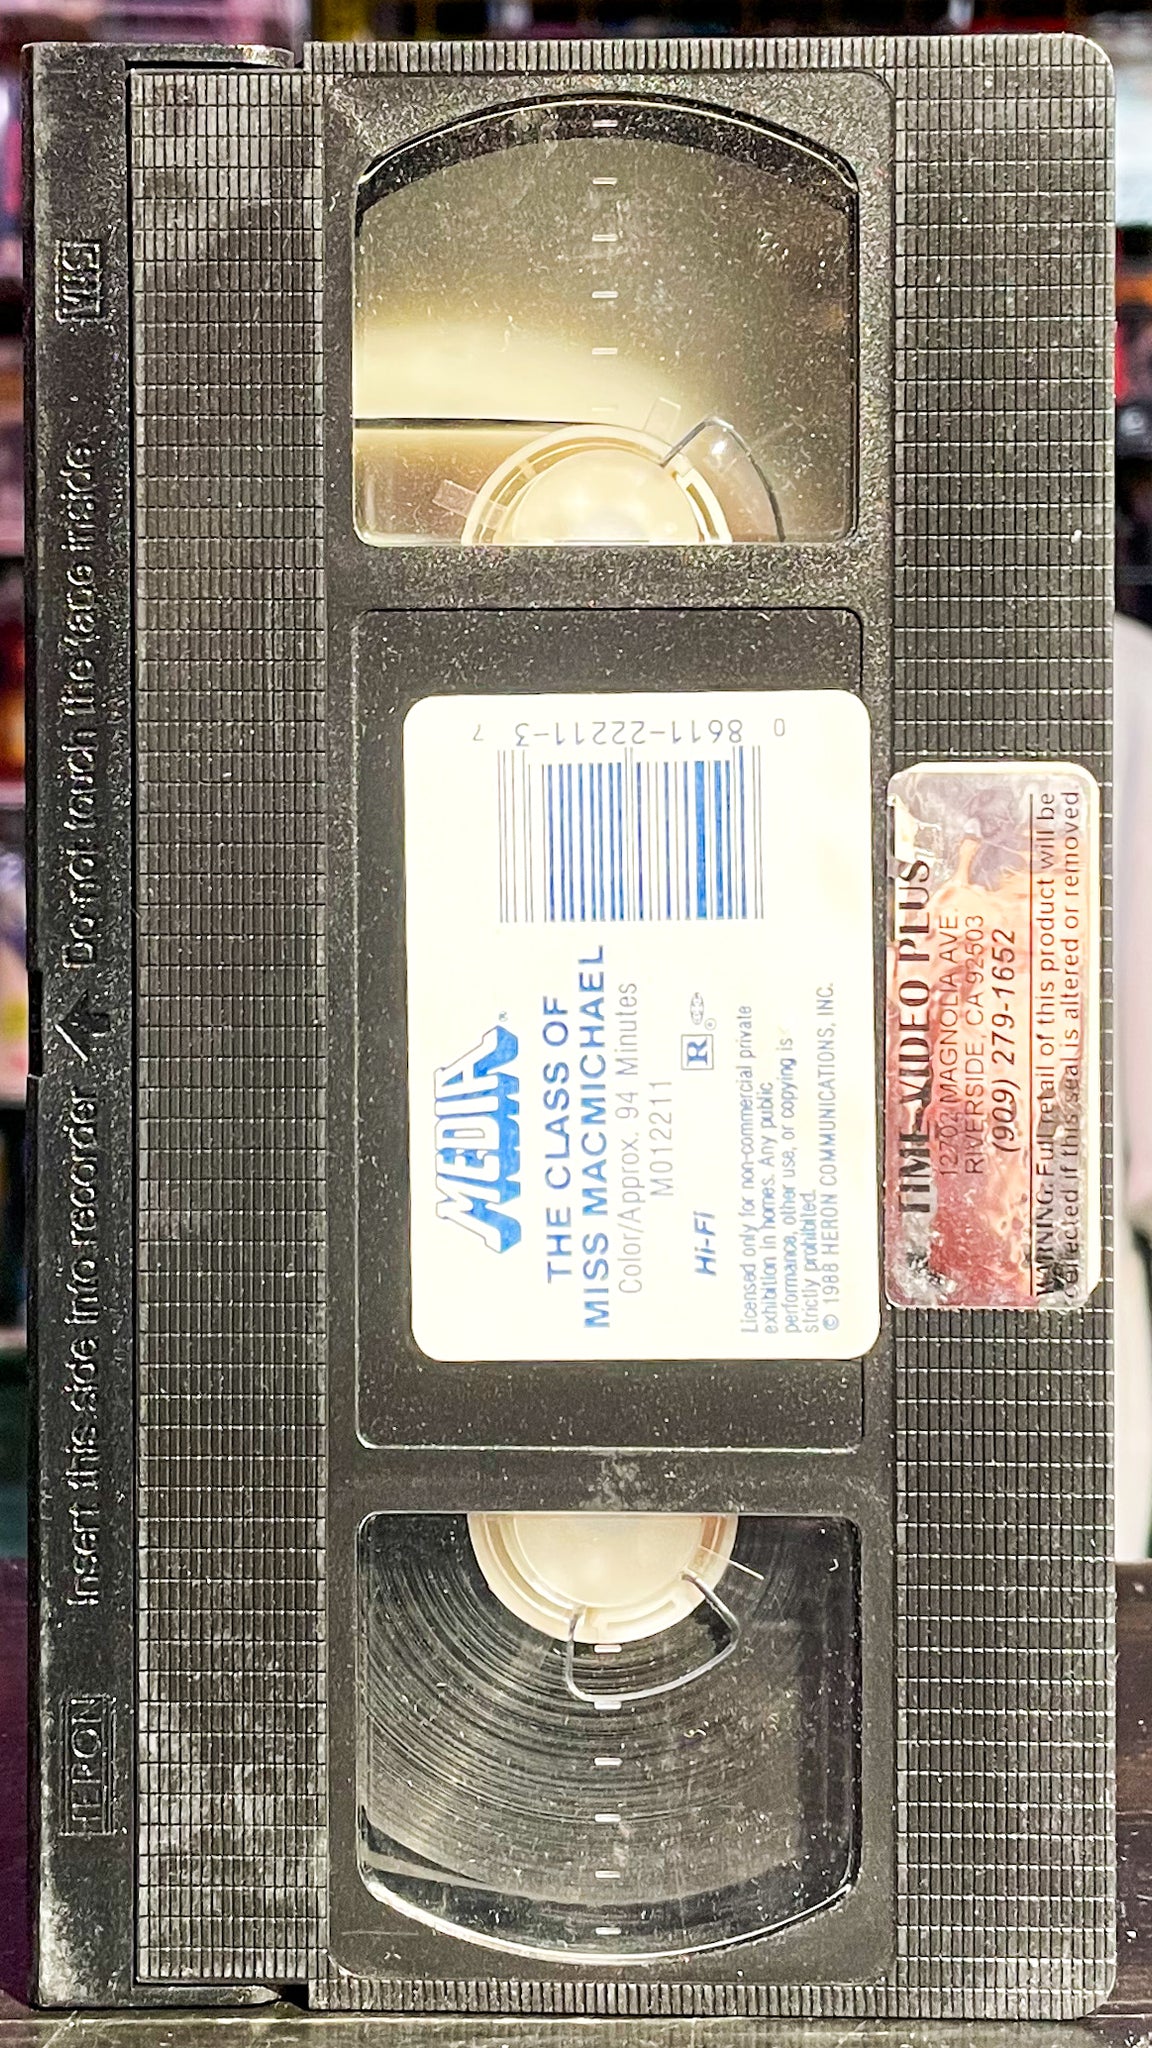 HERON
Insert this side into recorder ↑ Do not touch the tape inside
VHS
MEDIA®
THE CLASS OF
MISS MACMICHAEL
Color/Approx. 94 Minutes
M012211
Hi-Fi
R ®
Licensed only for non-commercial private
exhibition in homes. Any public
performance, other use, or copying is
strictly prohibited.
© 1988 HERON COMMUNICATIONS, INC.
0 8611-22211-3 7
TIME VIDEO PLUS
12702 MAGNOLIA AVE.
RIVERSIDE, CA 92503
(909) 279-1652
WARNING: Full retail of this product will be
collected if this seal is altered or removed